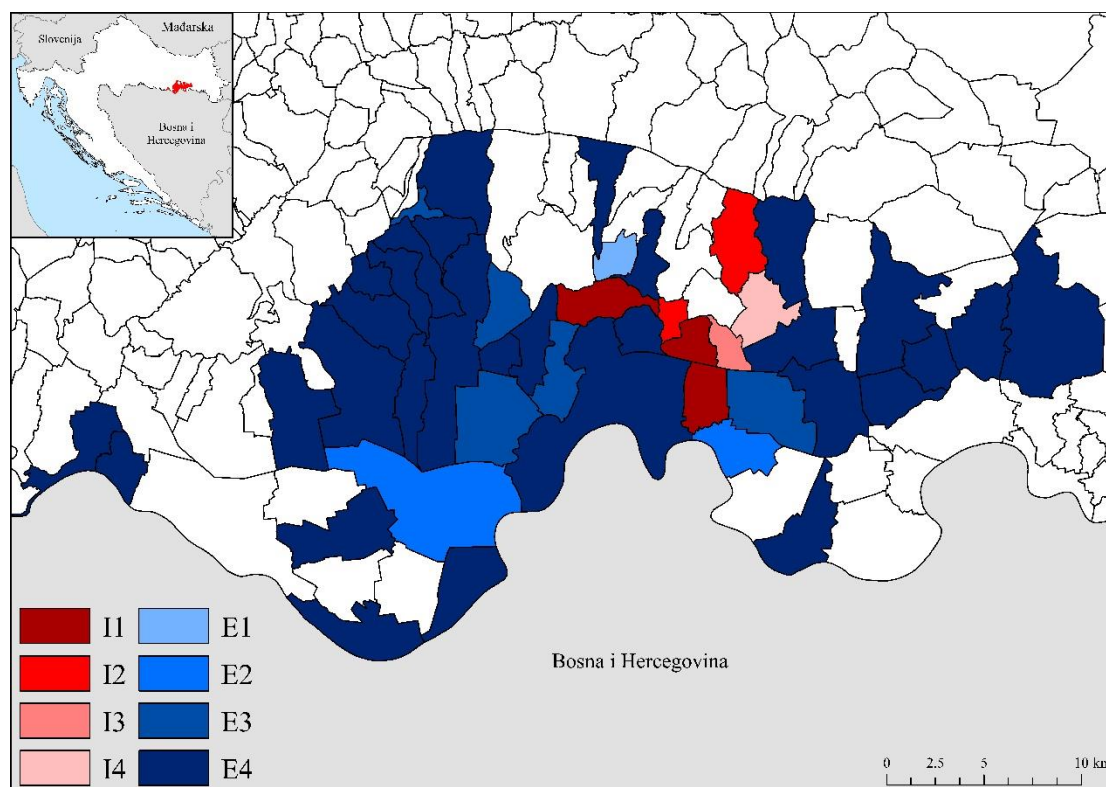 Mađarska
Slovenija
Bosna i
Hercegovina
Bosna i Hercegovina
I1 E1
I2 E2
I3 E3
I4 E4
0 2.5 5 10 km